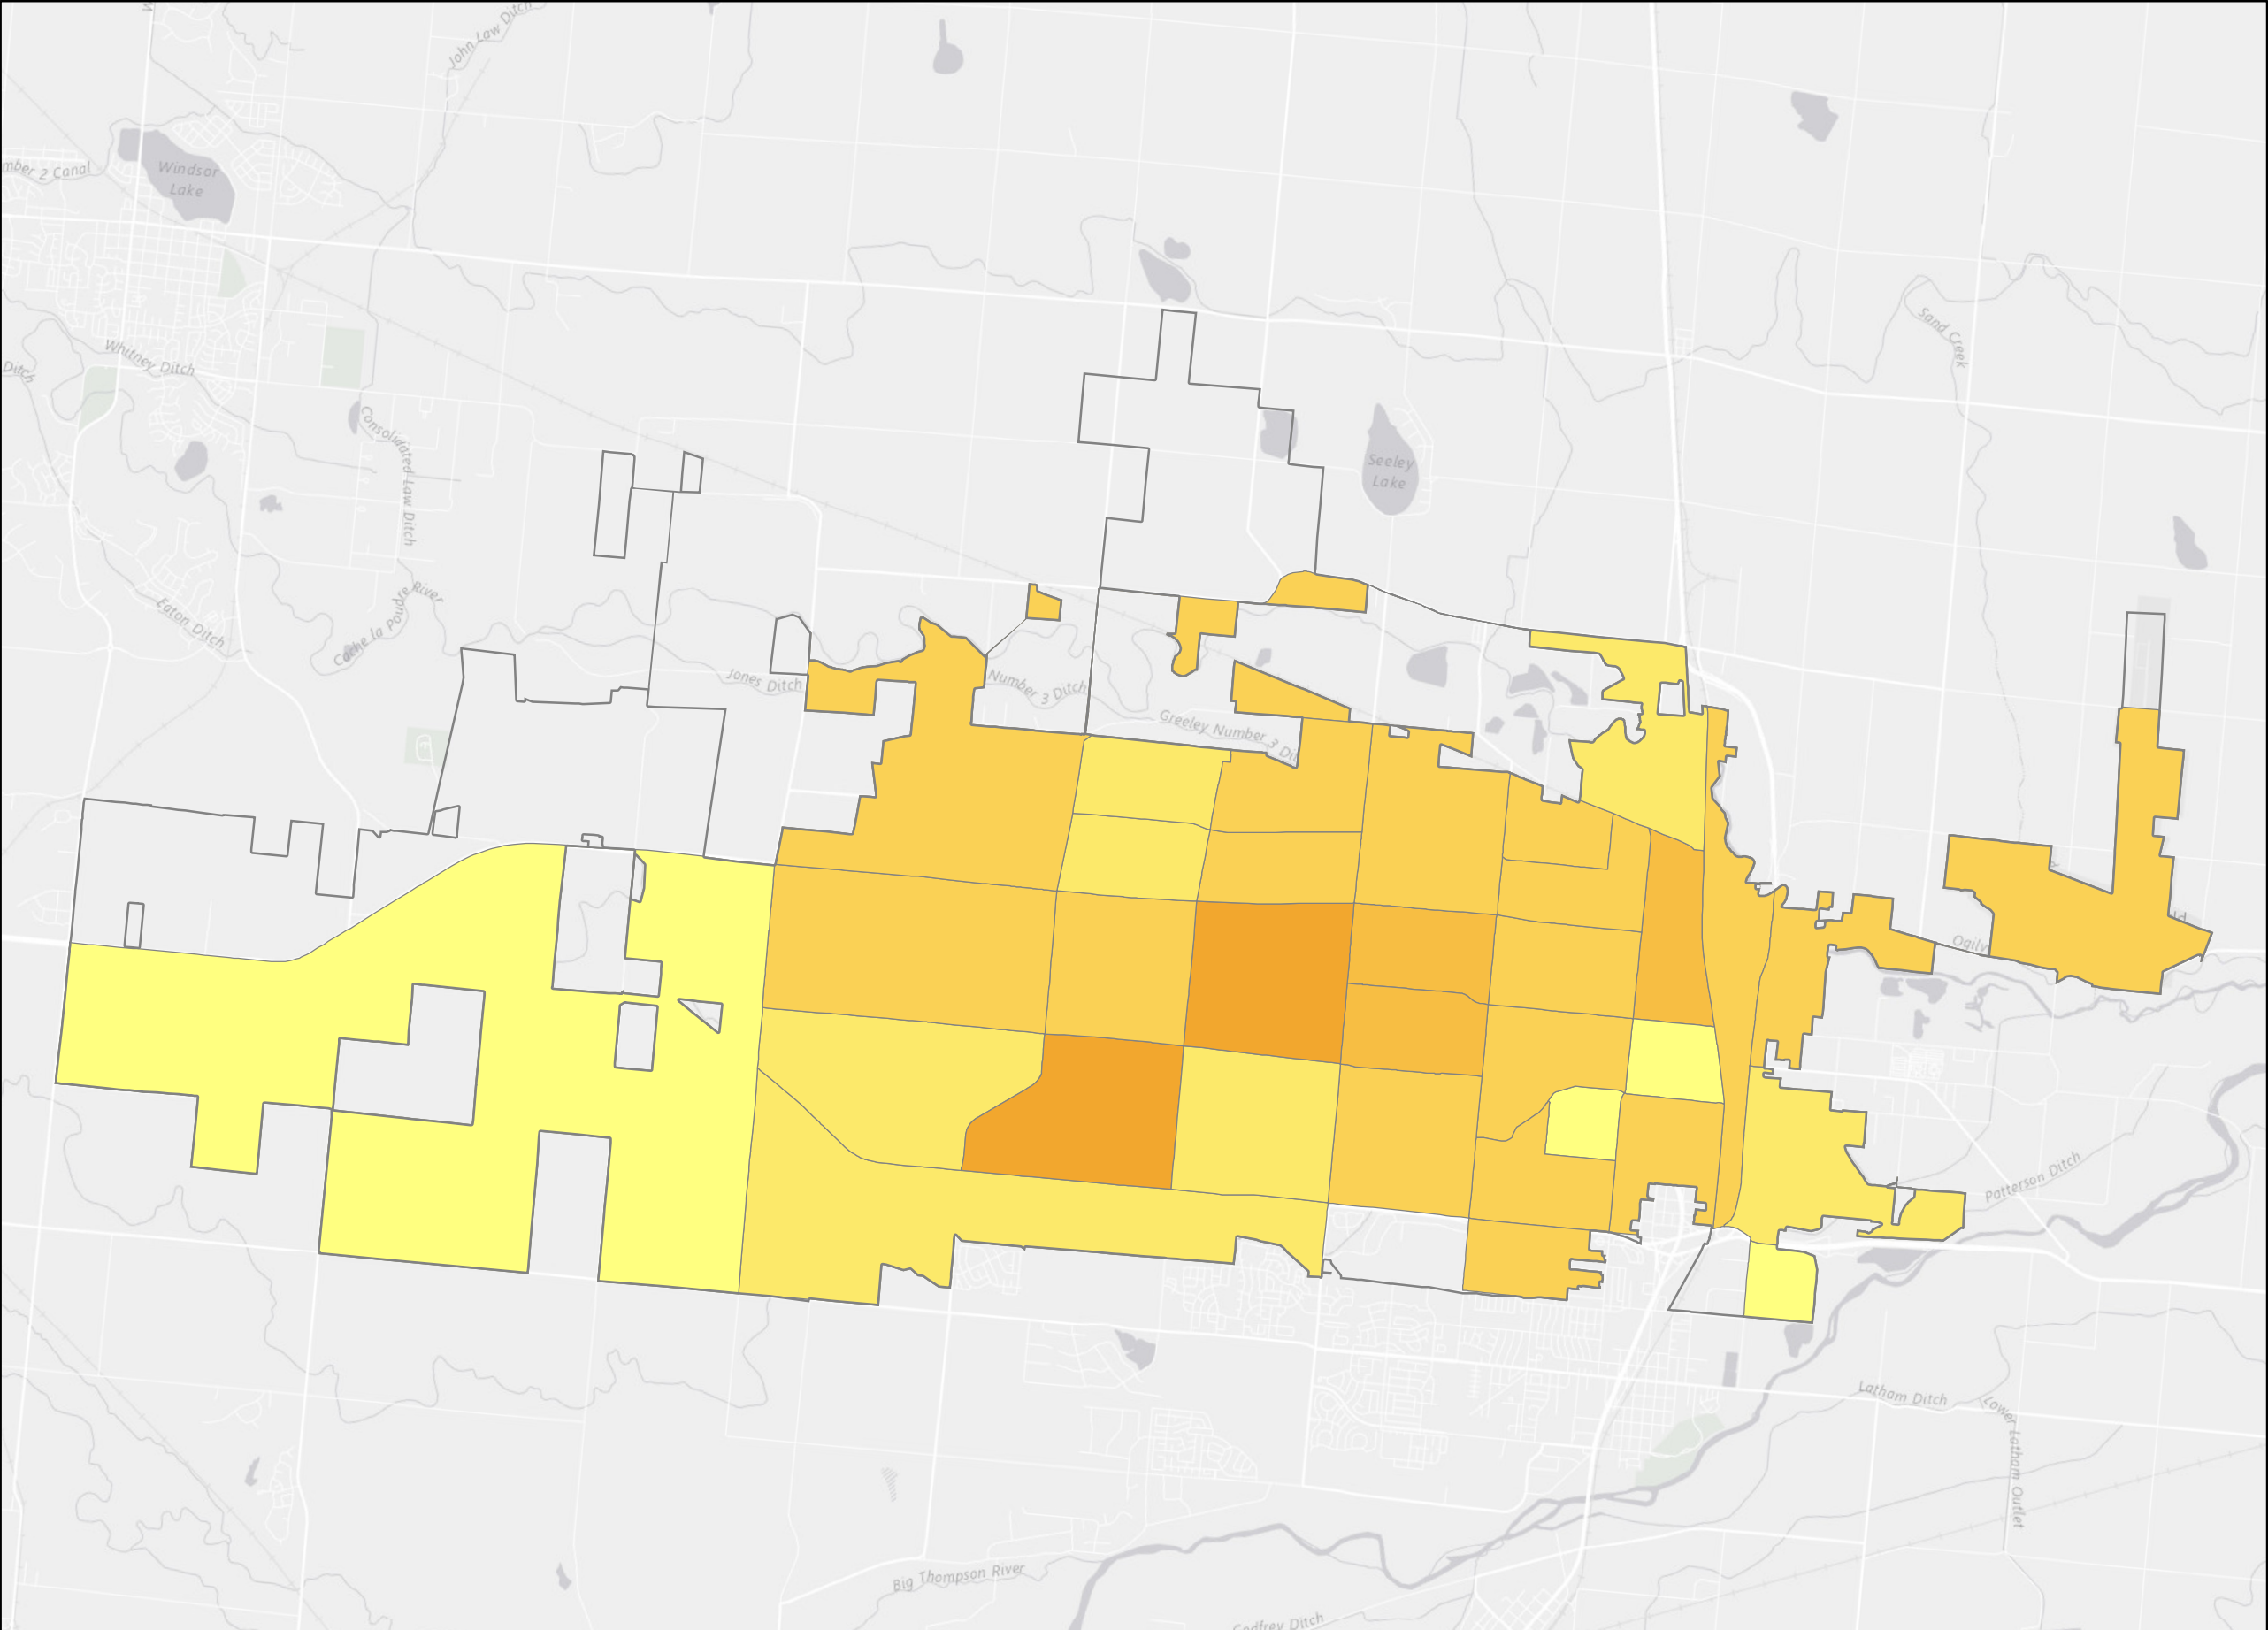 John Law Ditch
mber 2 Canal
Windsor
Lake
Whitney Ditch
Ditch
Sand Creek
Consolidated Law Ditch
Seeley
Lake
Eaton Ditch
Cache la Poudre River
Jones Ditch
Number 3 Ditch
Greeley Number 3 Dit
Ogilv
ld
Patterson Ditch
Latham Ditch
Lower Latham Outlet
Big Thompson River
Godfrey Ditch